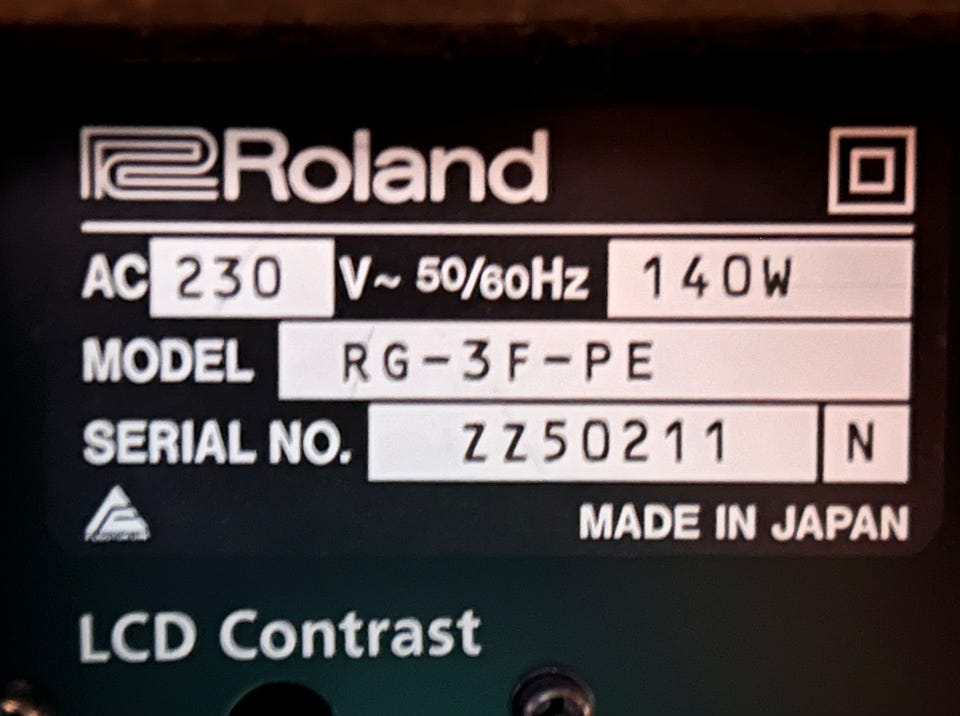 Roland
AC 230 V~ 50/60Hz 140W
MODEL RG-3F-PE
SERIAL NO. ZZ50211 N
MADE IN JAPAN
LCD Contrast